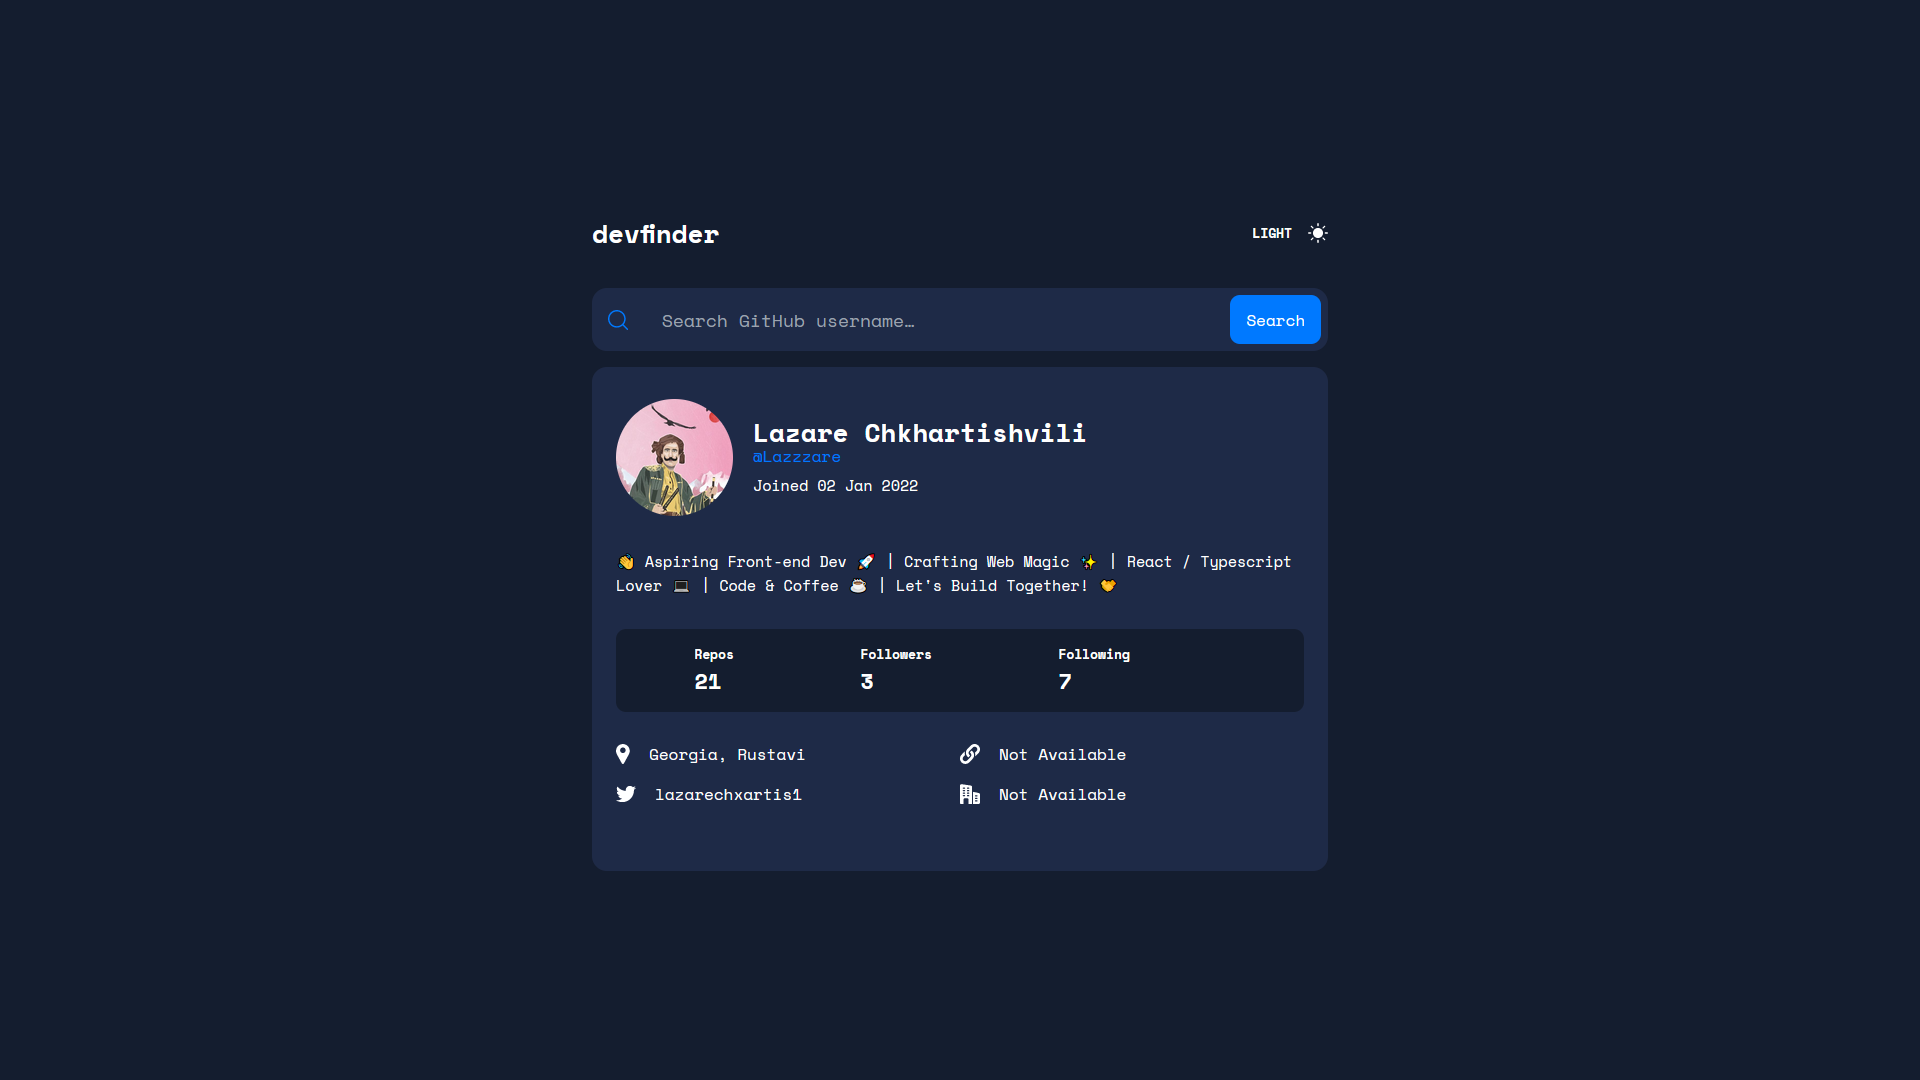 devfinder
LIGHT
Search GitHub username…
Search
Lazare Chkhartishvili
@Lazzzare
Joined 02 Jan 2022
👋 Aspiring Front-end Dev 🚀 | Crafting Web Magic ✨ | React / Typescript
Lover 💻 | Code & Coffee ☕ | Let's Build Together! 🧡
Repos
21
Followers
3
Following
7
Georgia, Rustavi
Not Available
lazarechxartis1
Not Available